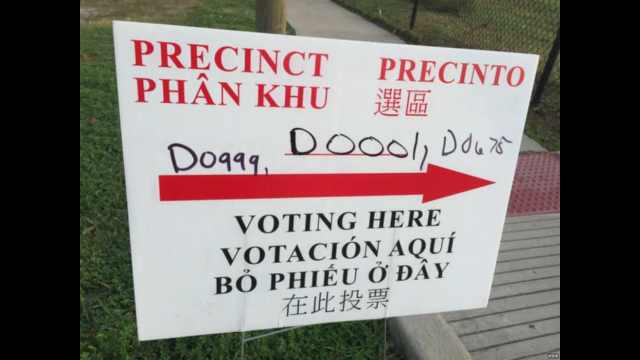 PRECINCT PRECINTO
PHÂN KHU 選區
D0999, D0001, D0675
VOTING HERE
VOTACIÓN AQUÍ
BỎ PHIẾU Ở ĐÂY
在此投票
VOA